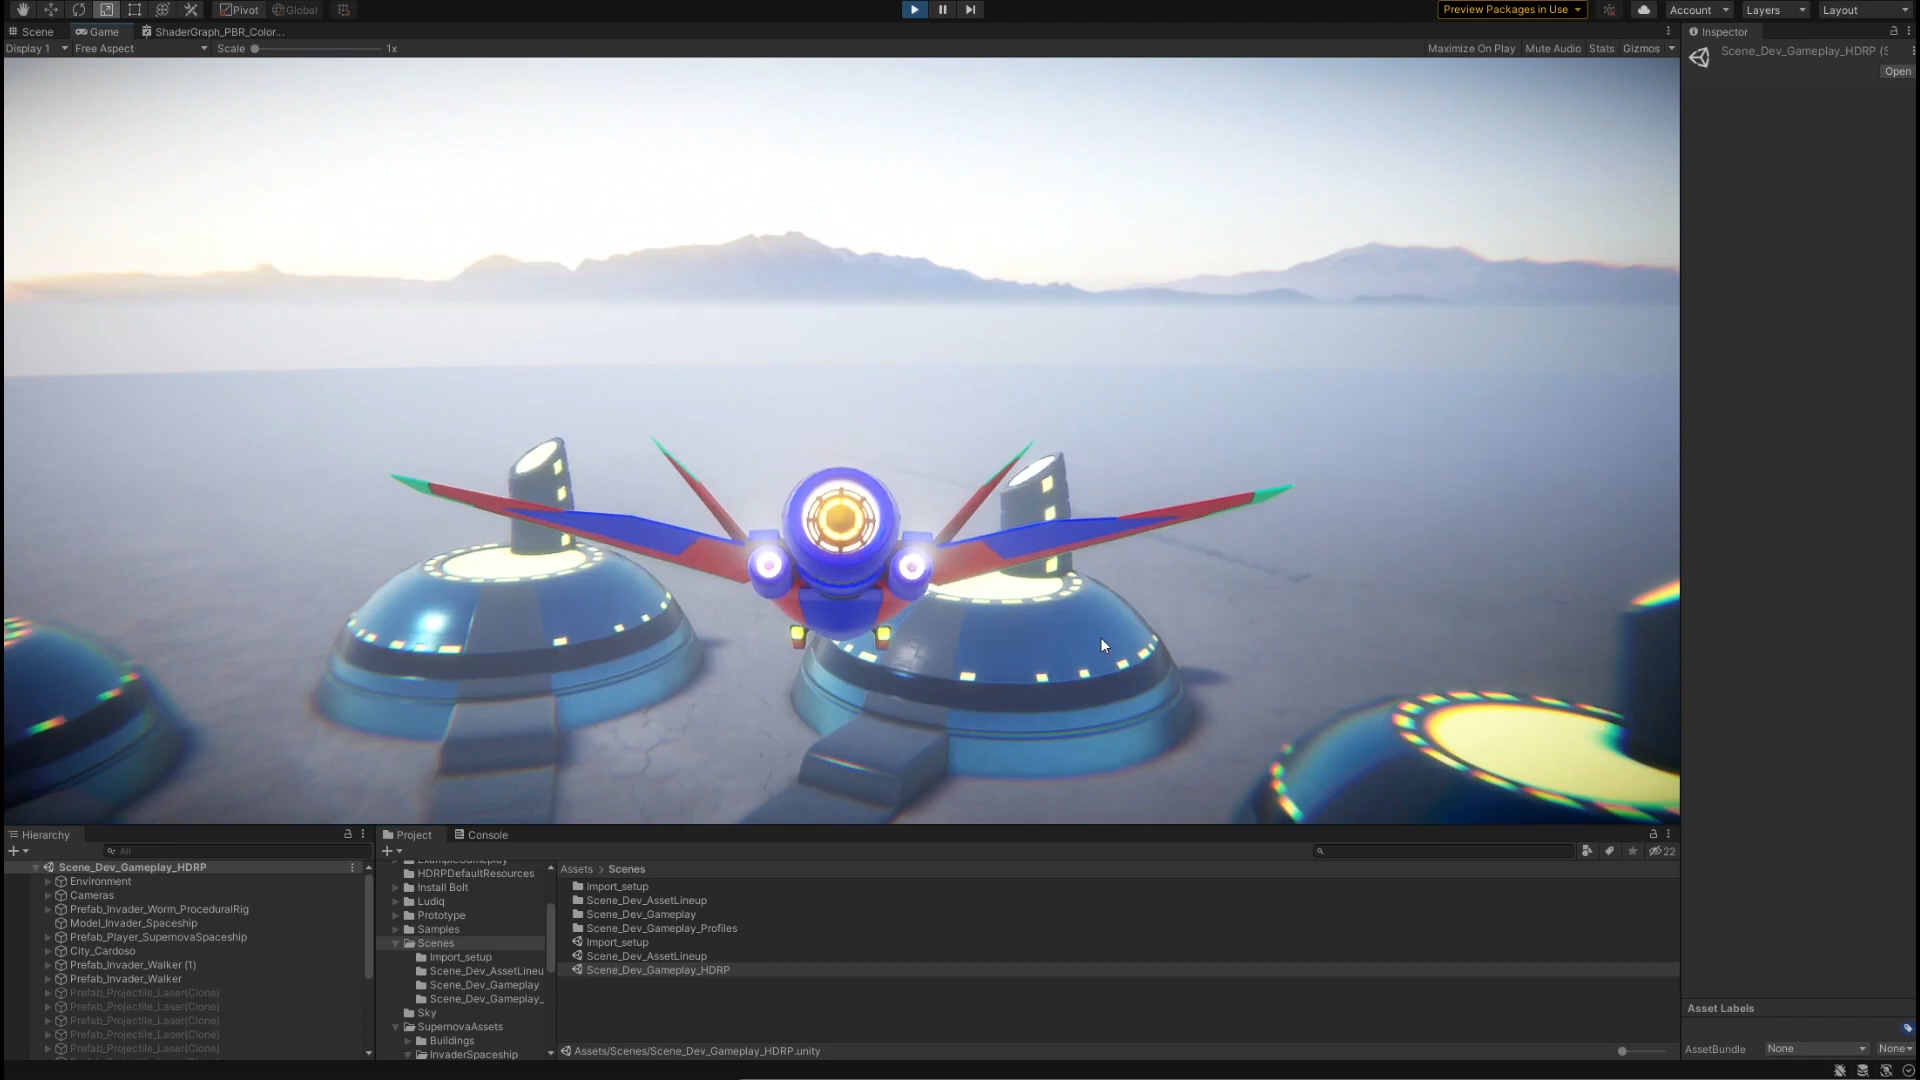 Pivot Global Preview Packages in Use Account Layers Layout
Scene Game ShaderGraph_PBR_Color... Inspector
Display 1 Free Aspect Scale 1x Maximize On Play Mute Audio Stats Gizmos
Scene_Dev_Gameplay_HDRP (S
Open
Hierarchy
All
Scene_Dev_Gameplay_HDRP
Environment
Cameras
Prefab_Invader_Worm_ProceduralRig
Model_Invader_Spaceship
Prefab_Player_SupernovaSpaceship
City_Cardoso
Prefab_Invader_Walker (1)
Prefab_Invader_Walker
Prefab_Projectile_Laser(Clone)
Prefab_Projectile_Laser(Clone)
Prefab_Projectile_Laser(Clone)
Prefab_Projectile_Laser(Clone)
Prefab_Projectile_Laser(Clone)
Project Console
22
ExampleGameplay
HDRPDefaultResources
Install Bolt
Ludiq
Prototype
Samples
Scenes
Import_setup
Scene_Dev_AssetLineu
Scene_Dev_Gameplay
Scene_Dev_Gameplay_
Sky
SupernovaAssets
Buildings
InvaderSpaceship
Assets > Scenes
Import_setup
Scene_Dev_AssetLineup
Scene_Dev_Gameplay
Scene_Dev_Gameplay_Profiles
Import_setup
Scene_Dev_AssetLineup
Scene_Dev_Gameplay_HDRP
Assets/Scenes/Scene_Dev_Gameplay_HDRP.unity
Asset Labels
AssetBundle None None